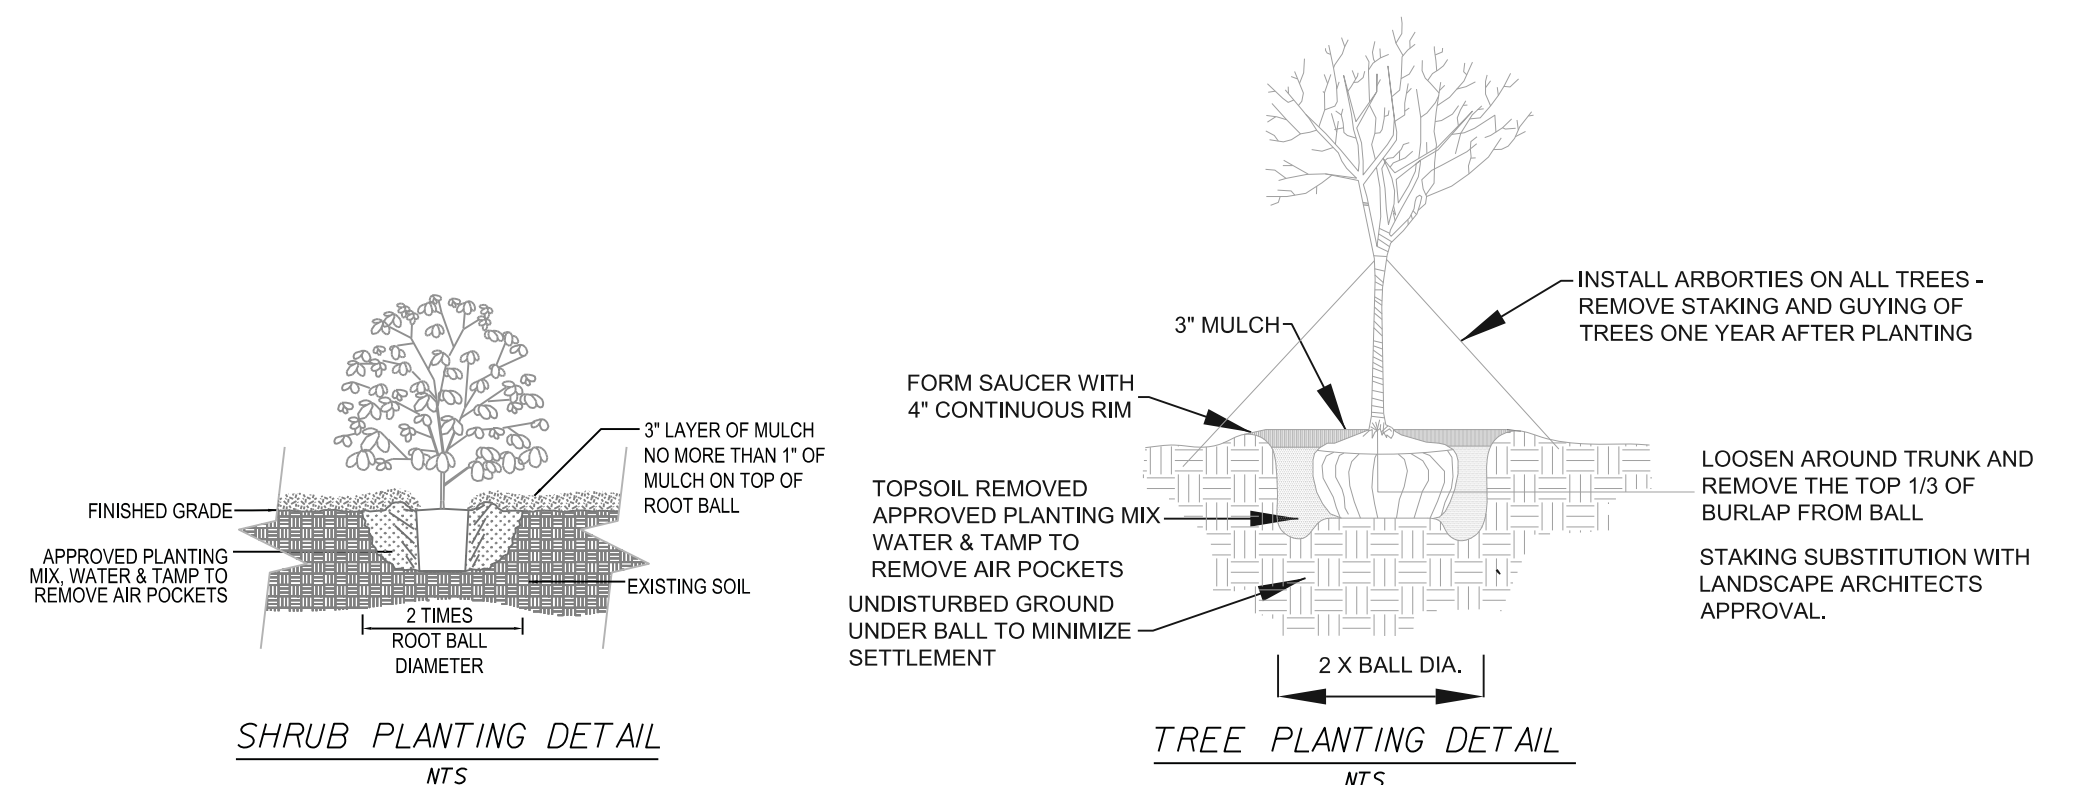 3" LAYER OF MULCH
NO MORE THAN 1" OF
MULCH ON TOP OF
ROOT BALL
FINISHED GRADE
APPROVED PLANTING
MIX, WATER & TAMP TO
REMOVE AIR POCKETS
EXISTING SOIL
2 TIMES
ROOT BALL
DIAMETER
SHRUB PLANTING DETAIL
NTS
INSTALL ARBORTIES ON ALL TREES -
REMOVE STAKING AND GUYING OF
TREES ONE YEAR AFTER PLANTING
3" MULCH
FORM SAUCER WITH
4" CONTINUOUS RIM
LOOSEN AROUND TRUNK AND
REMOVE THE TOP 1/3 OF
BURLAP FROM BALL
TOPSOIL REMOVED
APPROVED PLANTING MIX
WATER & TAMP TO
REMOVE AIR POCKETS
STAKING SUBSTITUTION WITH
LANDSCAPE ARCHITECTS
APPROVAL.
UNDISTURBED GROUND
UNDER BALL TO MINIMIZE
SETTLEMENT
2 X BALL DIA.
TREE PLANTING DETAIL
NTS